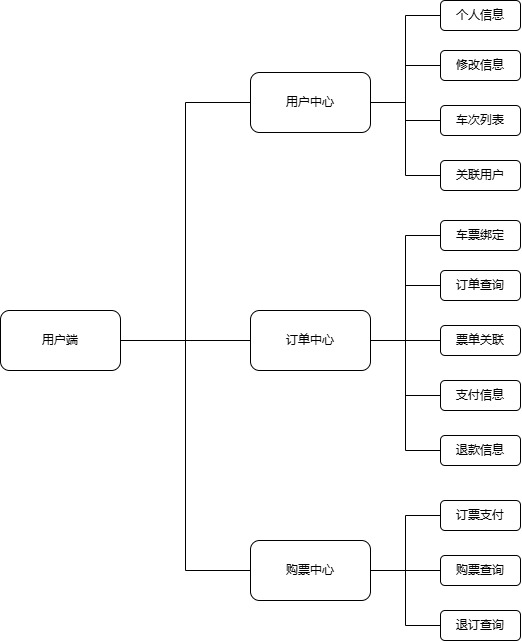 用户端
用户中心
个人信息
修改信息
车次列表
关联用户
订单中心
车票绑定
订单查询
票单关联
支付信息
退款信息
购票中心
订票支付
购票查询
退订查询